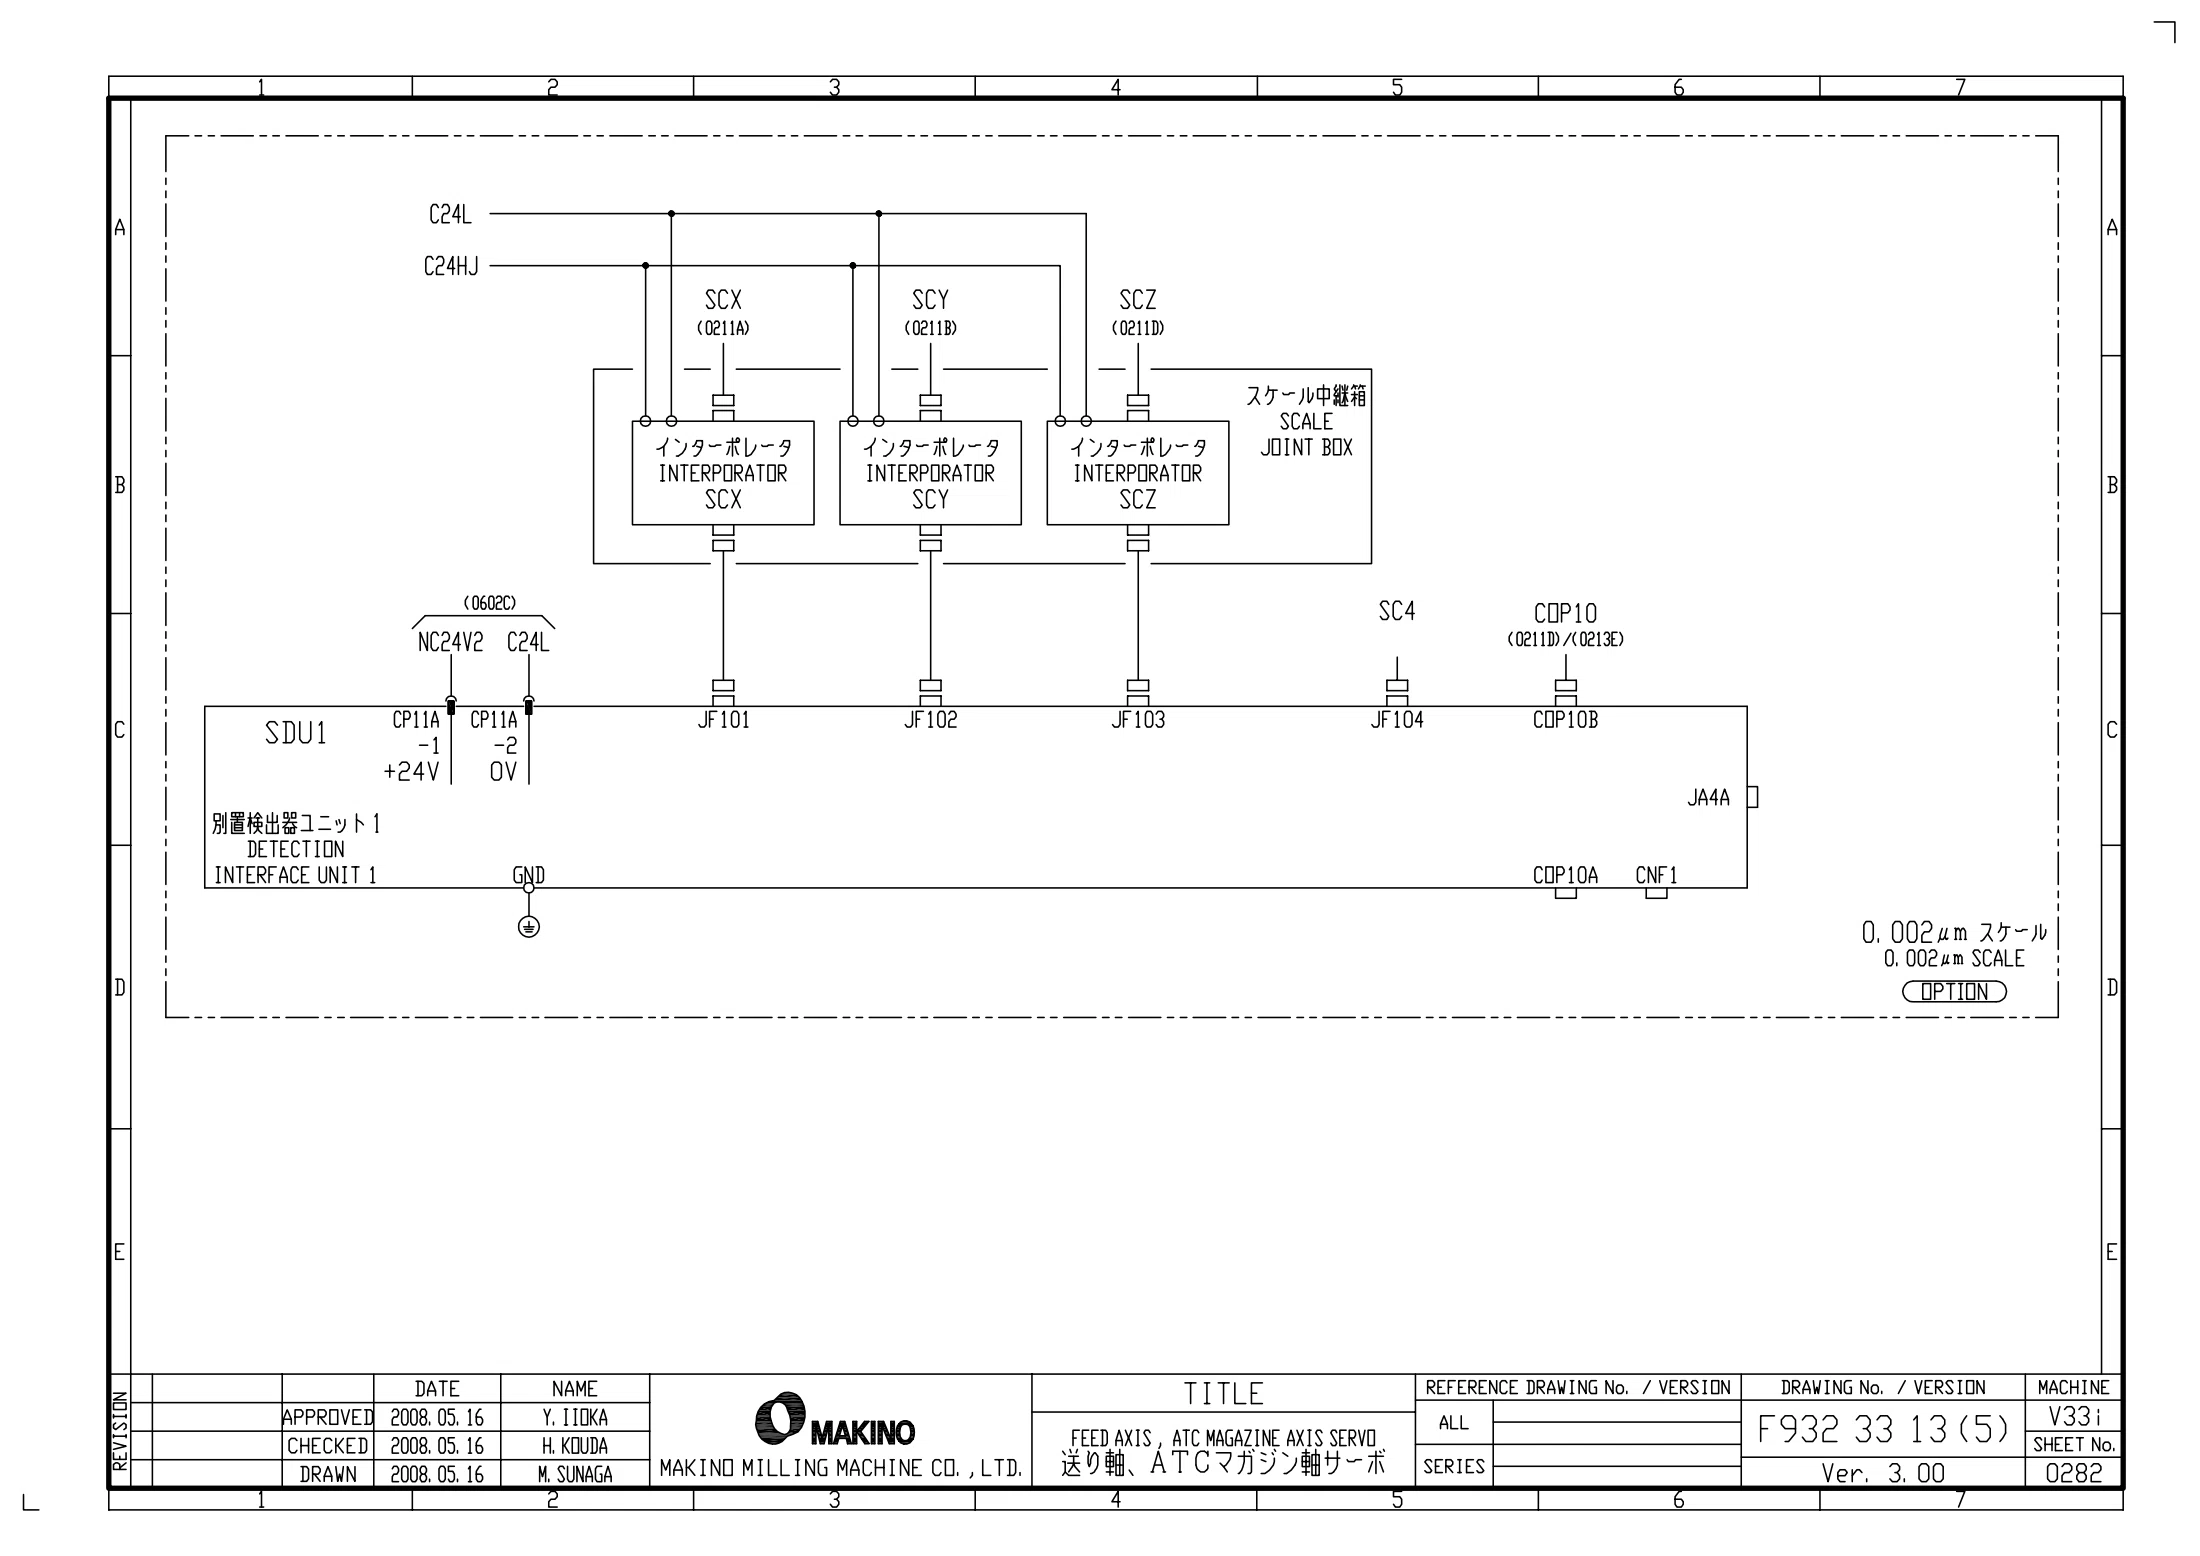 1 2 3 4 5 6 7
A A
C24L
C24HJ
SCX SCY SCZ
(0211A) (0211B) (0211D)
スケール中継箱
SCALE
JOINT BOX
インターポレータ インターポレータ インターポレータ
INTERPORATOR INTERPORATOR INTERPORATOR
SCX SCY SCZ
B B
(0602C)
NC24V2 C24L
SC4 COP10
(0211D)/(0213E)
SDU1
CP11A CP11A JF101 JF102 JF103 JF104 COP10B
-1 -2
+24V 0V
C C
JA4A
別置検出器ユニット1
DETECTION
INTERFACE UNIT 1
GND COP10A CNF1
0.002μm スケール
0.002μm SCALE
OPTION
D D
E E
REVISION
DATE NAME
APPROVED 2008.05.16 Y. IIOKA
CHECKED 2008.05.16 H. KOUDA
DRAWN 2008.05.16 M. SUNAGA
MAKINO
MAKINO MILLING MACHINE CO.,LTD.
TITLE
FEED AXIS, ATC MAGAZINE AXIS SERVO
送り軸、ATCマガジン軸サーボ
REFERENCE DRAWING No. / VERSION
ALL
SERIES
DRAWING No. / VERSION
F932 33 13(5)
Ver. 3.00
MACHINE
V33i
SHEET No.
0282
1 2 3 4 5 6 7